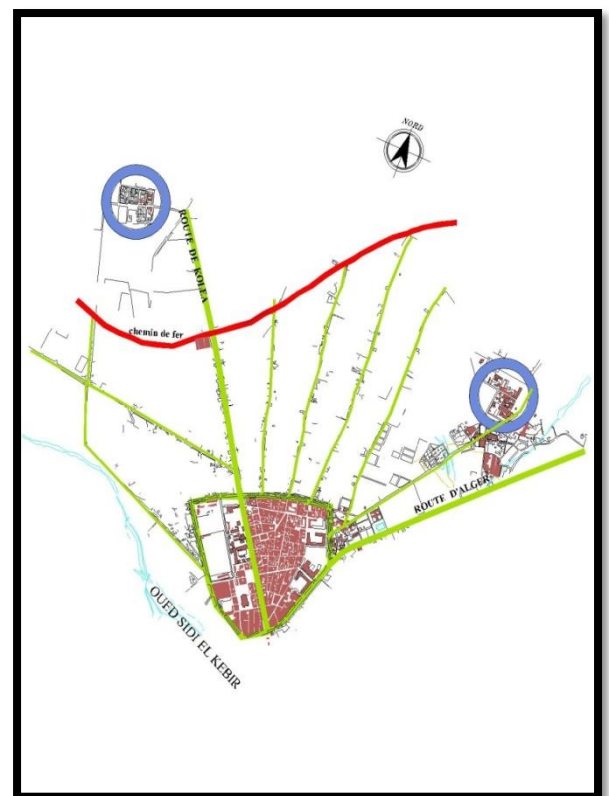 NORD
ROUTE DE KOLEA
chemin de fer
ROUTE D'ALGER
OUED SIDI EL KEBIR